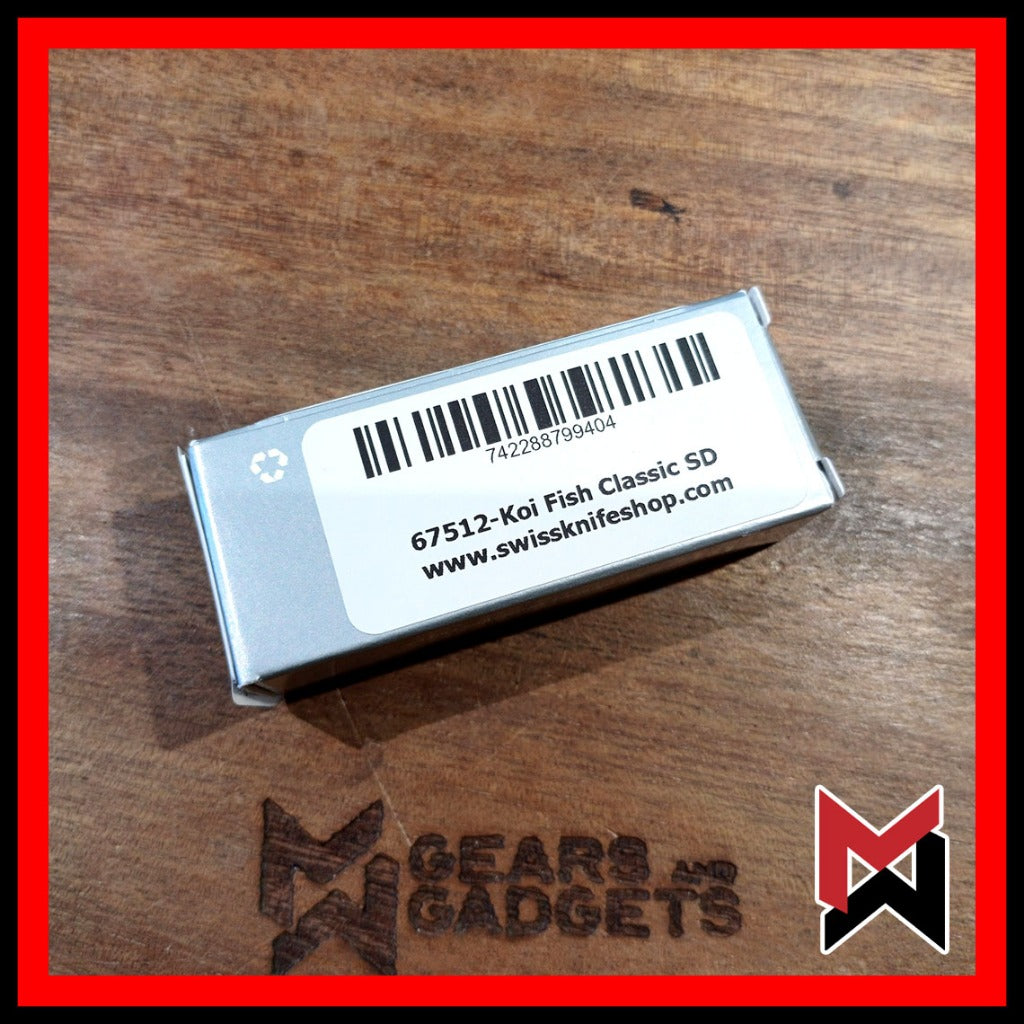 742288799404
67512-Koi Fish Classic SD
www.swissknifeshop.com
GEARS AND
GADGETS